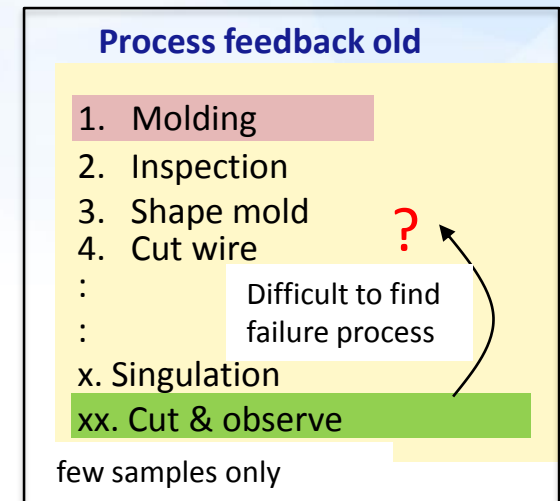 Process feedback old
1. Molding
2. Inspection
3. Shape mold
?
4. Cut wire
:
Difficult to find
:
failure process
x. Singulation
xx. Cut & observe
few samples only